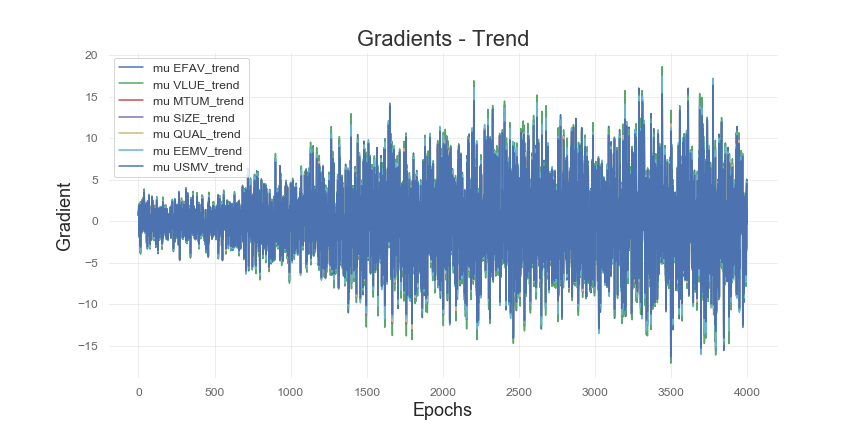 Gradients - Trend
20
15
10
5
0
−5
−10
−15
Gradient
mu EFAV_trend
mu VLUE_trend
mu MTUM_trend
mu SIZE_trend
mu QUAL_trend
mu EEMV_trend
mu USMV_trend
0 500 1000 1500 2000 2500 3000 3500 4000
Epochs